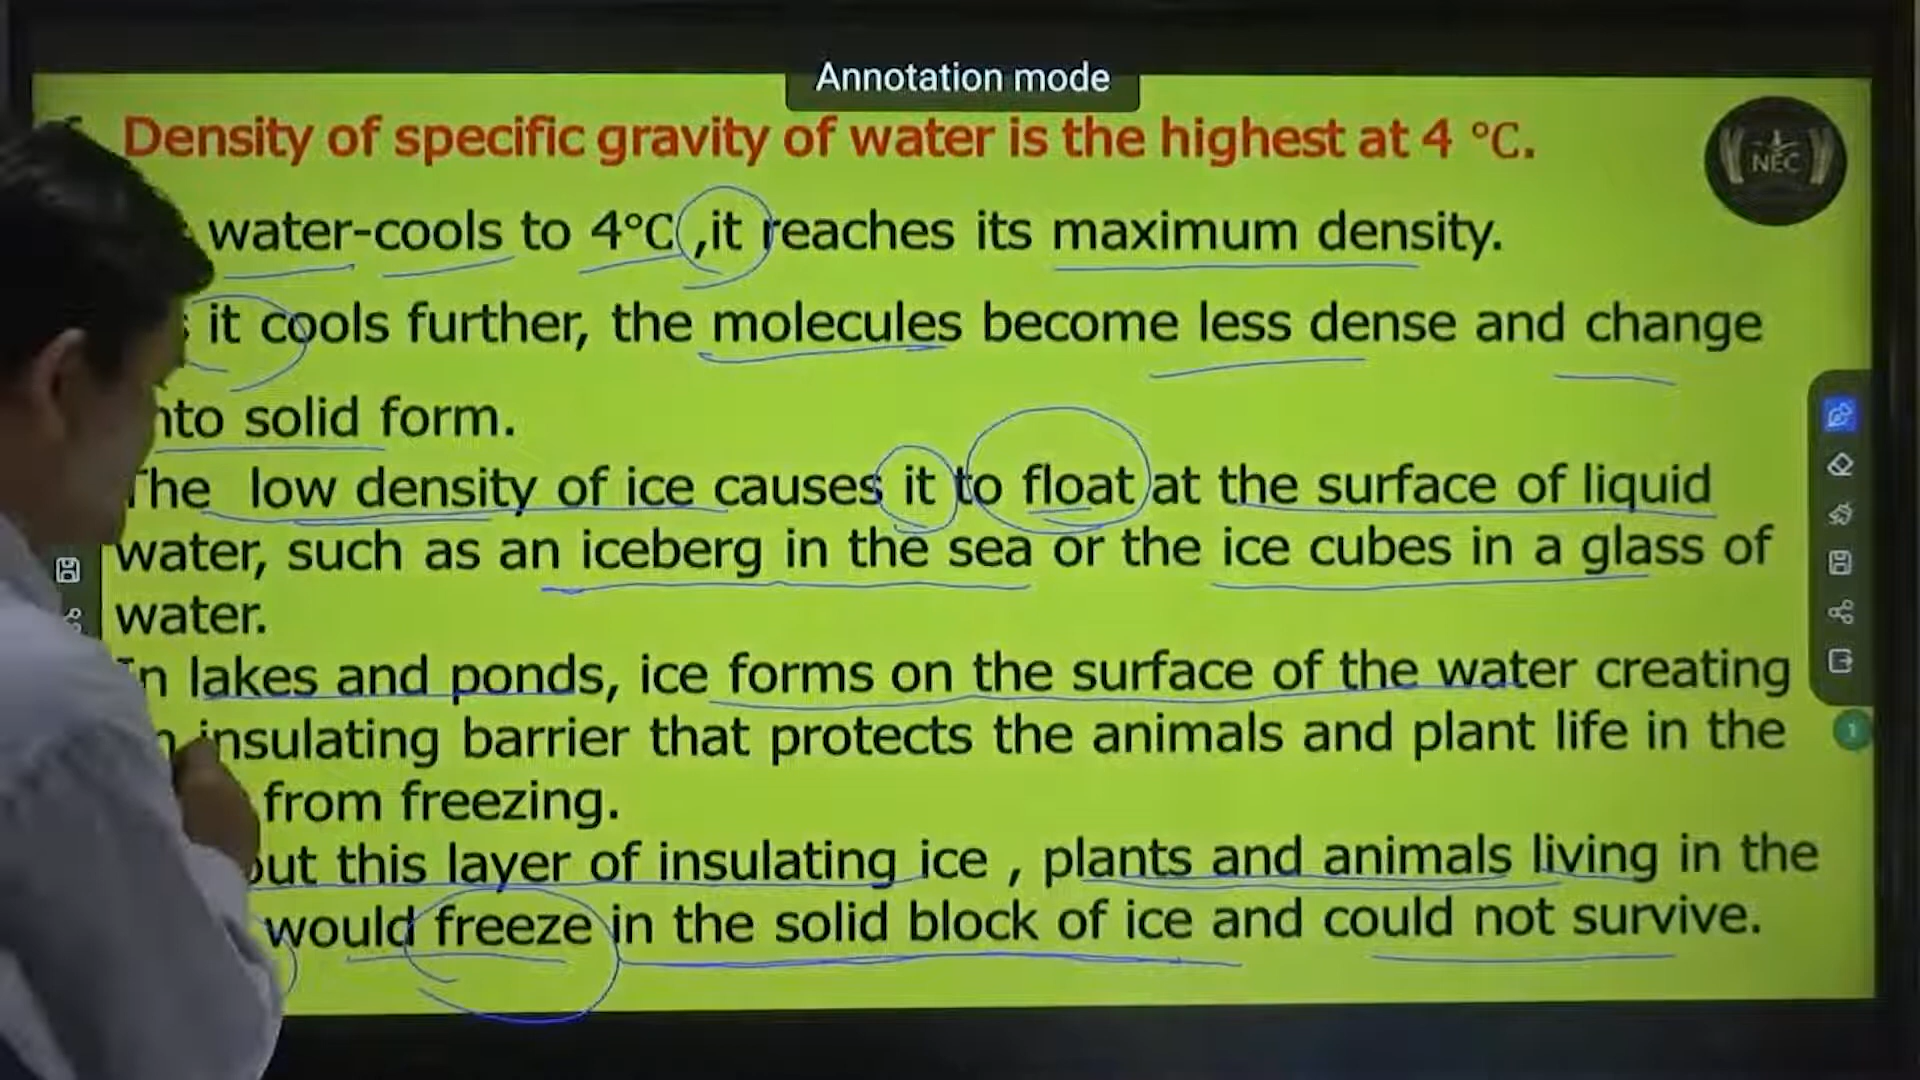 Annotation mode
Density of specific gravity of water is the highest at 4 °C.
NEC
water-cools to 4°C ,it reaches its maximum density.
it cools further, the molecules become less dense and change
nto solid form.
The low density of ice causes it to float at the surface of liquid
water, such as an iceberg in the sea or the ice cubes in a glass of
water.
In lakes and ponds, ice forms on the surface of the water creating
insulating barrier that protects the animals and plant life in the
from freezing.
out this layer of insulating ice , plants and animals living in the
would freeze in the solid block of ice and could not survive.
1